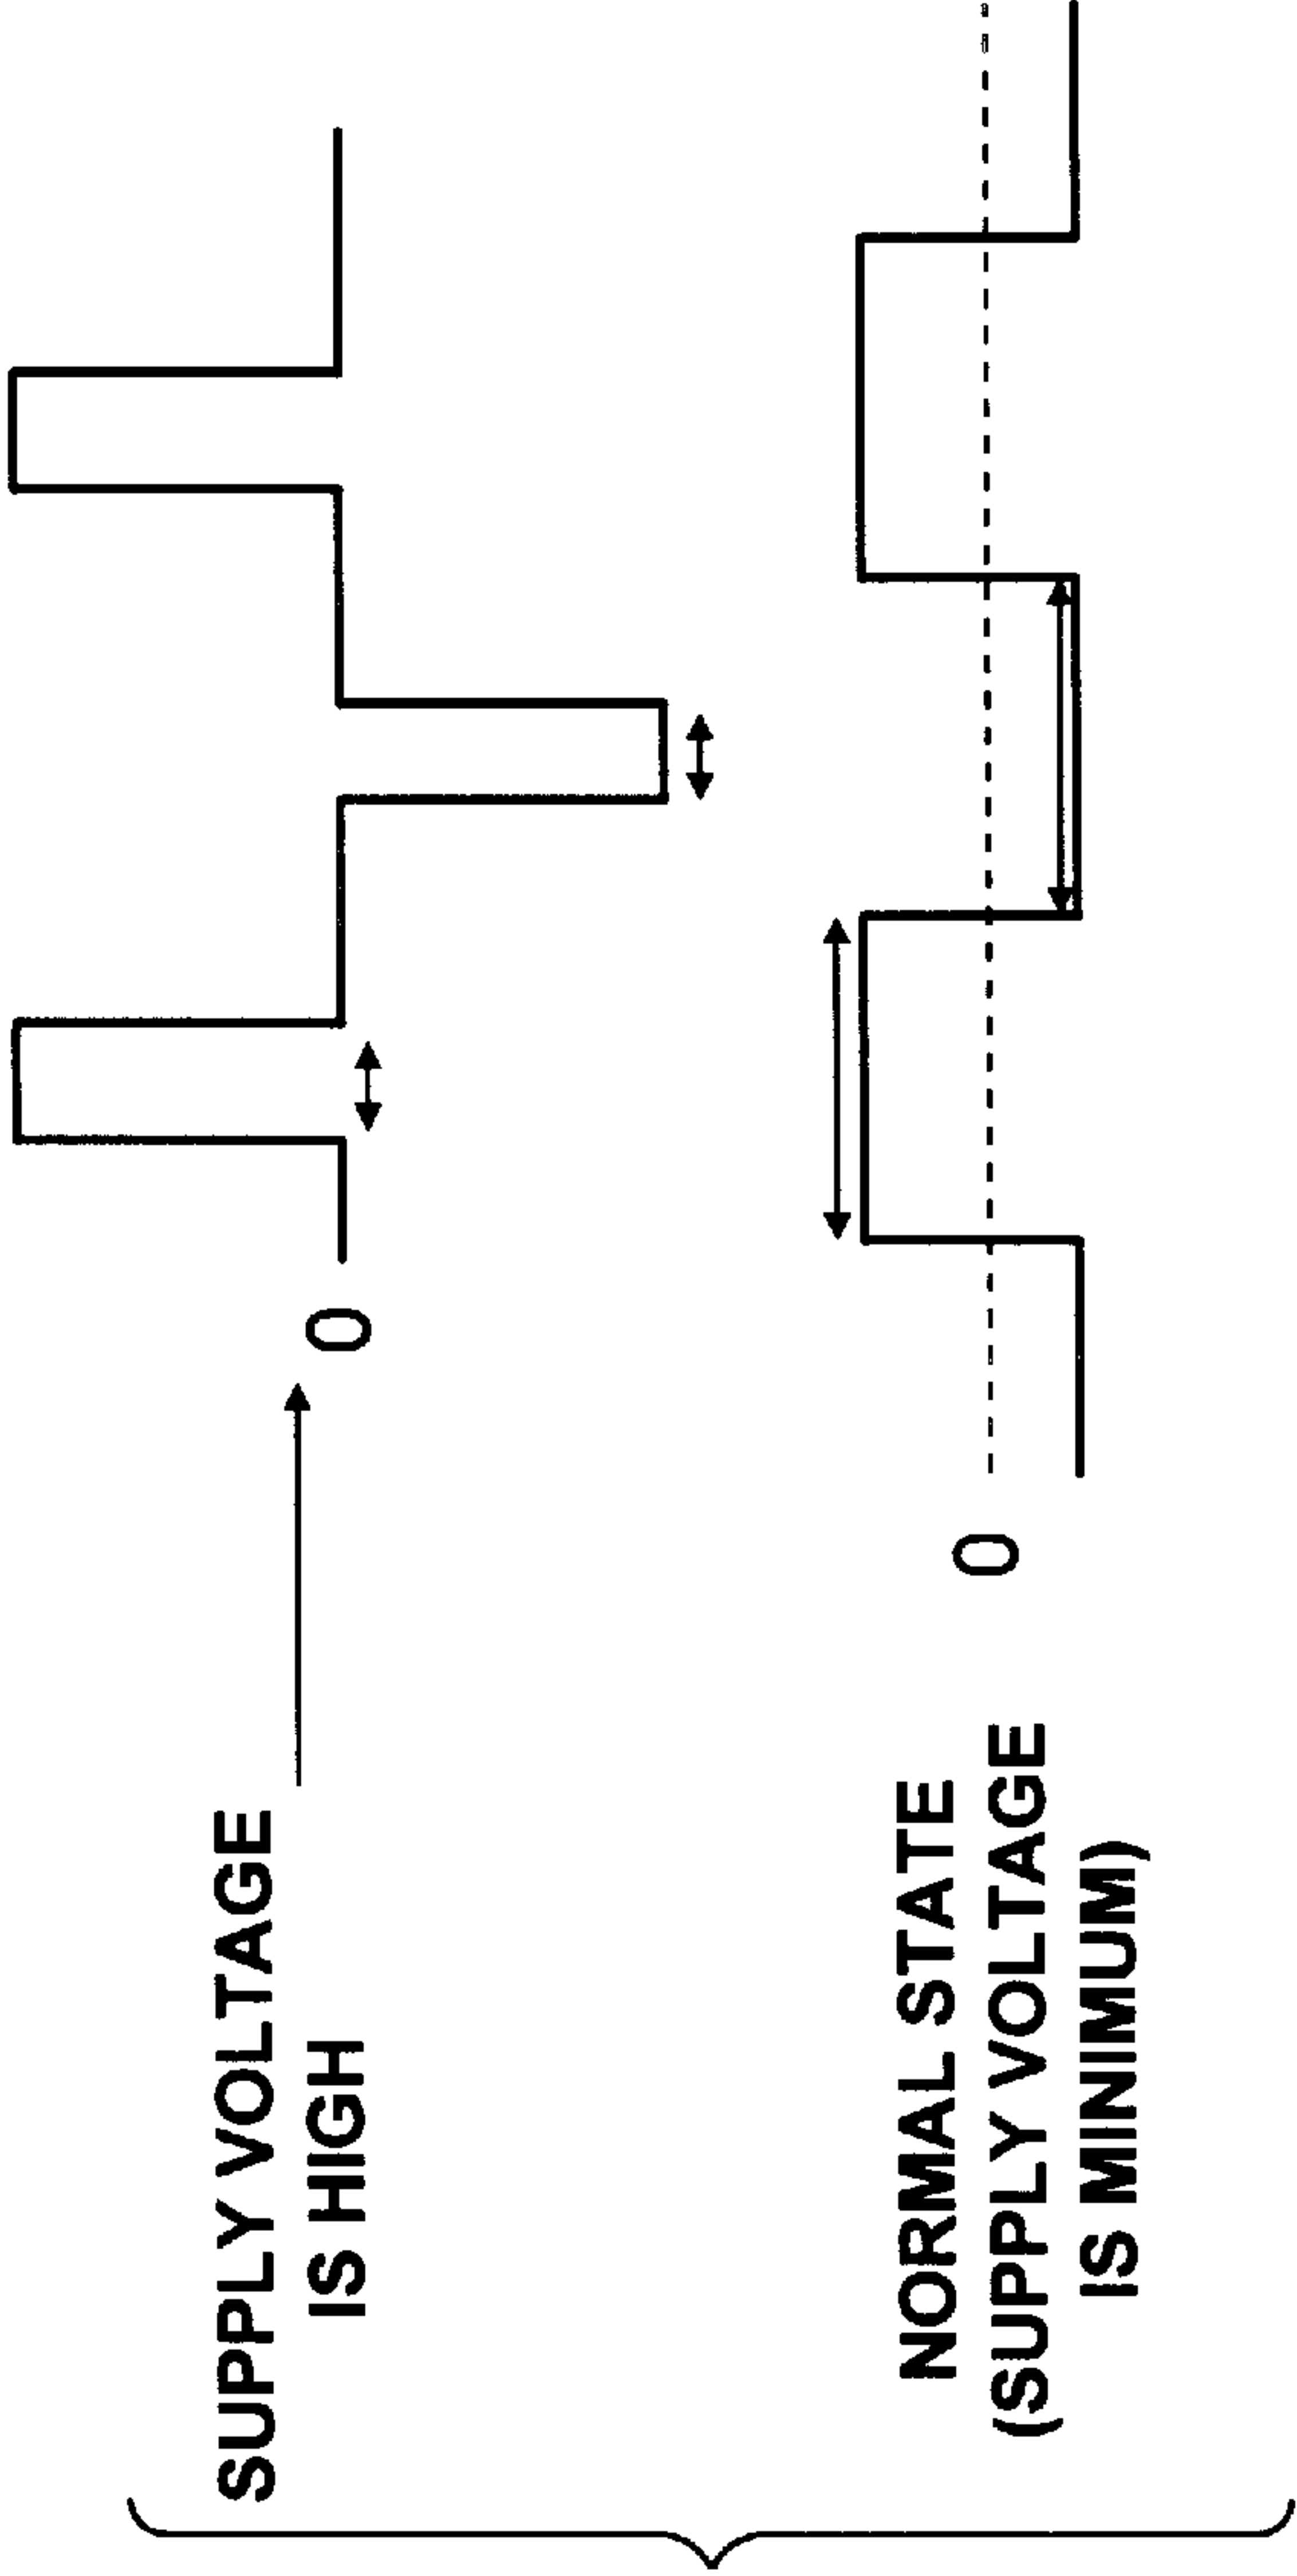 SUPPLY VOLTAGE
IS HIGH
0
NORMAL STATE
(SUPPLY VOLTAGE
IS MINIMUM)
0